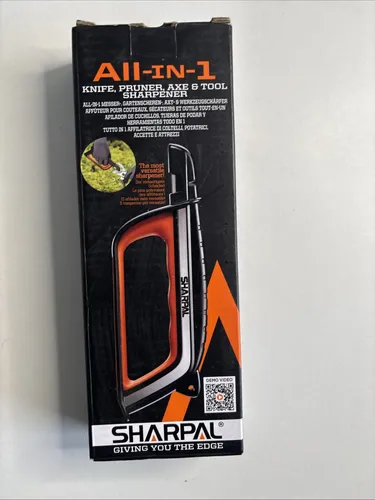 All-IN-1
KNIFE, PRUNER, AXE & TOOL
SHARPENER
ALL-IN-1 MESSER-, GARTENSCHEREN-, AXT- & WERKZEUGSCHÄRFER
AFFÛTEUR POUR COUTEAUX, SÉCATEURS ET OUTILS TOUT-EN-UN
AFILADOR DE CUCHILLOS, TIJERAS DE PODAR Y
HERRAMIENTAS TODO EN 1
TUTTO IN 1 AFFILATRICE DI COLTELLI, POTATRICI,
ACCETTE E ATTREZZI
The most
versatile
sharpener!
SHARPAL
DEMO VIDEO
SHARPAL®
GIVING YOU THE EDGE